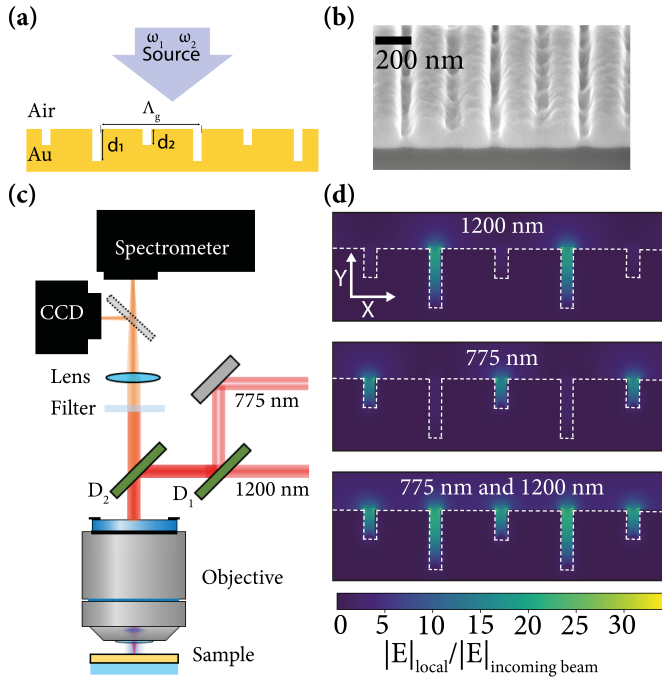 (a)
ω₁ ω₂
Source
Air
Λg
d₁
d₂
Au
(b)
200 nm
(c)
Spectrometer
CCD
Lens
Filter
775 nm
D₂
D₁
1200 nm
Objective
Sample
(d)
1200 nm
Y
X
775 nm
775 nm and 1200 nm
0 5 10 15 20 25 30
|E|local/|E|incoming beam